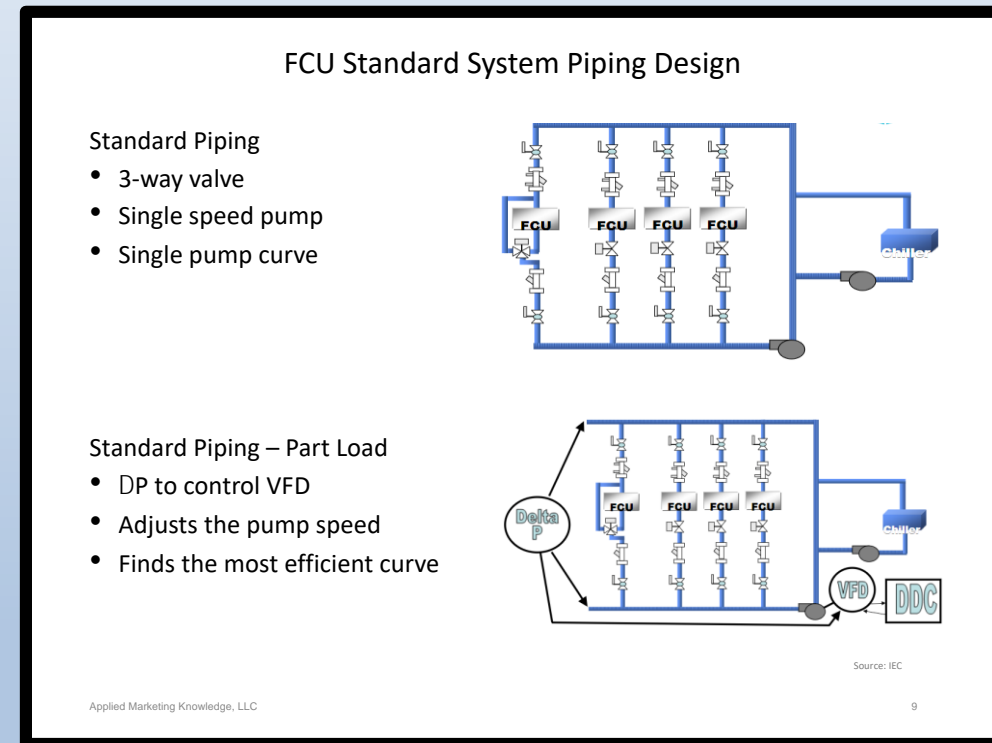 FCU Standard System Piping Design
Standard Piping
• 3-way valve
• Single speed pump
• Single pump curve
FCU FCU FCU FCU
Chiller
Standard Piping – Part Load
• DP to control VFD
• Adjusts the pump speed
• Finds the most efficient curve
Delta
P
FCU FCU FCU FCU
Chiller
VFD
DDC
Source: IEC
Applied Marketing Knowledge, LLC
9